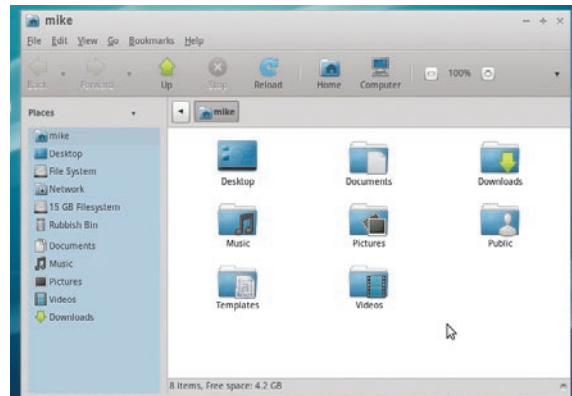 mike
File Edit View Go Bookmarks Help
Back Forward Up Stop Reload Home Computer 100%
Places
mike
mike
Desktop
File System
Network
15 GB Filesystem
Rubbish Bin
Documents
Music
Pictures
Videos
Downloads
Desktop Documents Downloads
Music Pictures Public
Templates Videos
8 items, Free space: 4.2 GB